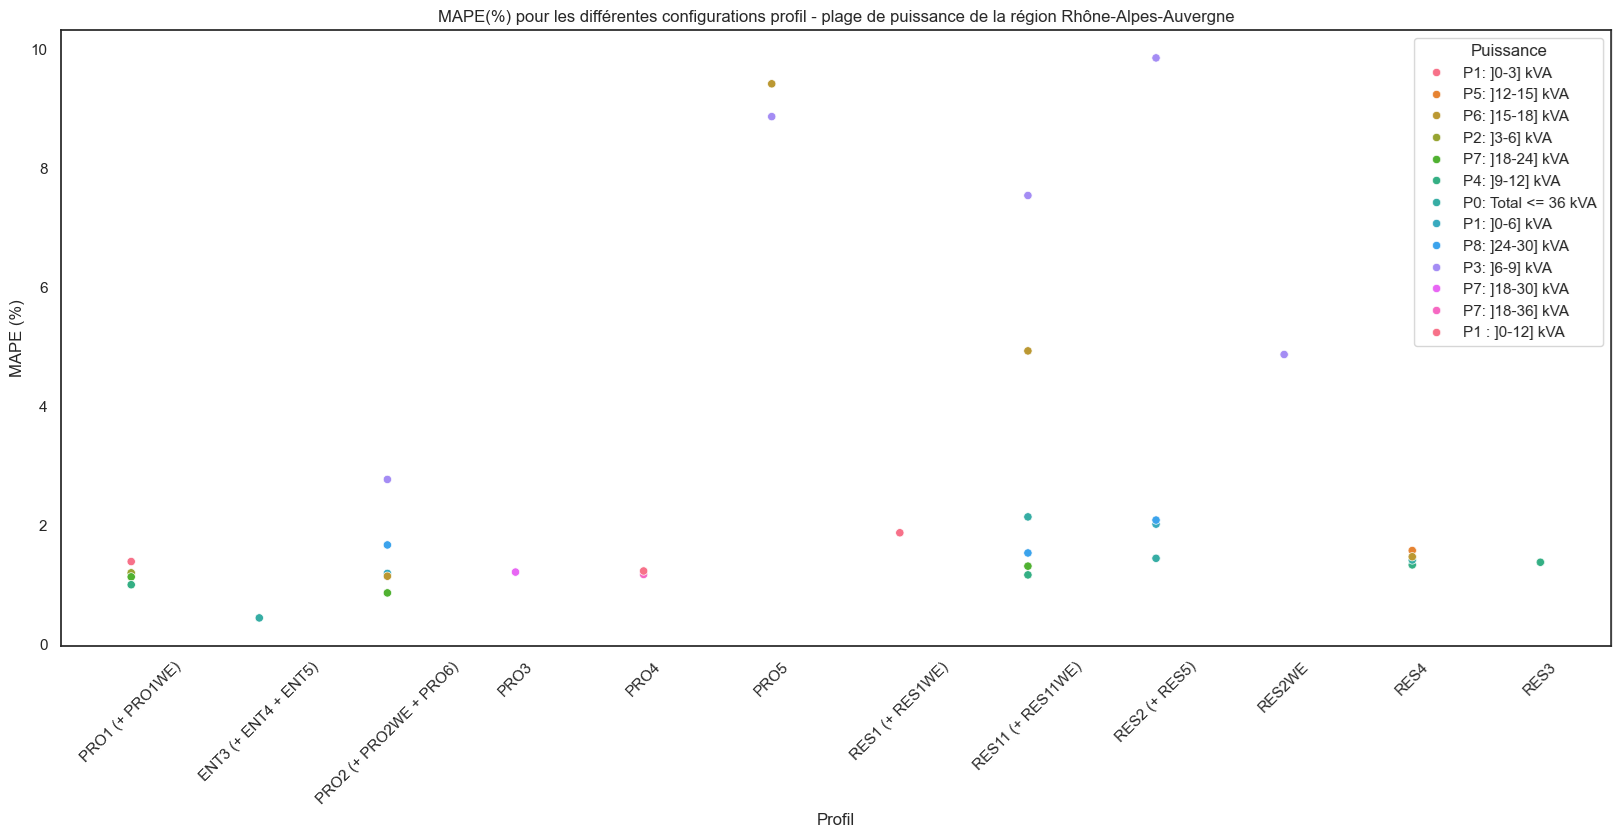 MAPE(%) pour les différentes configurations profil - plage de puissance de la région Rhône-Alpes-Auvergne
Puissance
P1: ]0-3] kVA
P5: ]12-15] kVA
P6: ]15-18] kVA
P2: ]3-6] kVA
P7: ]18-24] kVA
P4: ]9-12] kVA
P0: Total <= 36 kVA
P1: ]0-6] kVA
P8: ]24-30] kVA
P3: ]6-9] kVA
P7: ]18-30] kVA
P7: ]18-36] kVA
P1 : ]0-12] kVA
MAPE (%)
10
8
6
4
2
0
PRO1 (+ PRO1WE)
ENT3 (+ ENT4 + ENT5)
PRO2 (+ PRO2WE + PRO6)
PRO3
PRO4
PRO5
RES1 (+ RES1WE)
RES11 (+ RES11WE)
RES2 (+ RES5)
RES2WE
RES4
RES3
Profil